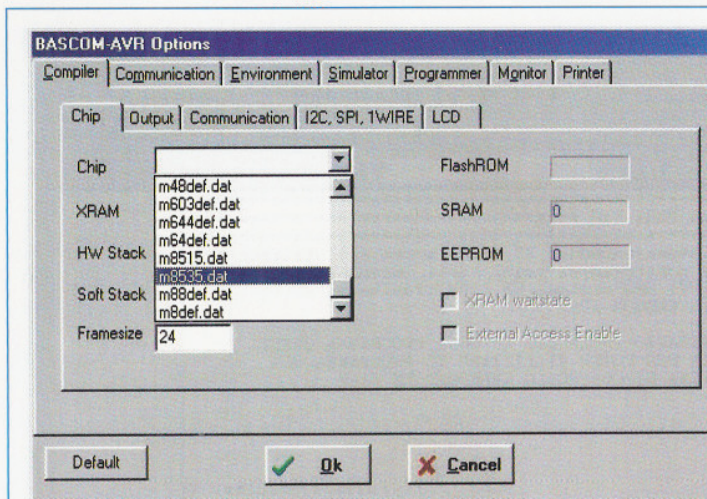 BASCOM-AVR Options
Compiler Communication Environment Simulator Programmer Monitor Printer
Chip Output Communication I2C, SPI, 1WIRE LCD
Chip
m48def.dat
m603def.dat
m644def.dat
m64def.dat
m8515.dat
m8535.dat
m88def.dat
m8def.dat
XRAM
HW Stack
Soft Stack
Framesize 24
FlashROM
SRAM 0
EEPROM 0
XRAM waitstate
External Access Enable
Default Ok Cancel